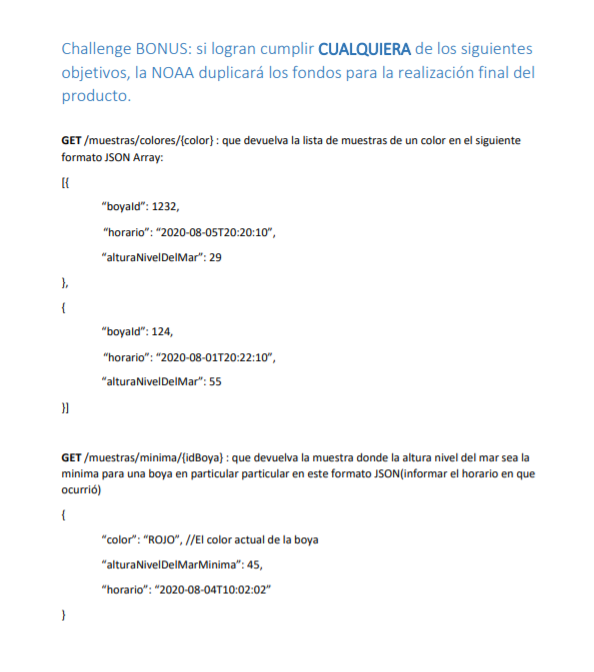 Challenge BONUS: si logran cumplir CUALQUIERA de los siguientes
objetivos, la NOAA duplicará los fondos para la realización final del
producto.
GET /muestras/colores/{color} : que devuelva la lista de muestras de un color en el siguiente
formato JSON Array:
[{
“boyaId”: 1232,
“horario”: “2020-08-05T20:20:10”,
“alturaNivelDelMar”: 29
},
{
“boyaId”: 124,
“horario”: “2020-08-01T20:22:10”,
“alturaNivelDelMar”: 55
}]
GET /muestras/minima/{idBoya} : que devuelva la muestra donde la altura nivel del mar sea la
minima para una boya en particular particular en este formato JSON(informar el horario en que
ocurrió)
{
“color”: “ROJO”, //El color actual de la boya
“alturaNivelDelMarMinima”: 45,
“horario”: “2020-08-04T10:02:02”
}